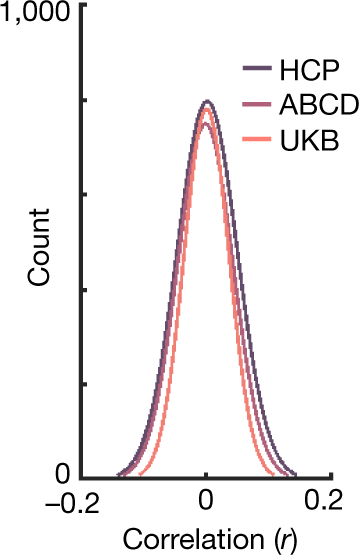 1,000
HCP
ABCD
UKB
Count
0
−0.2
0
0.2
Correlation (r)